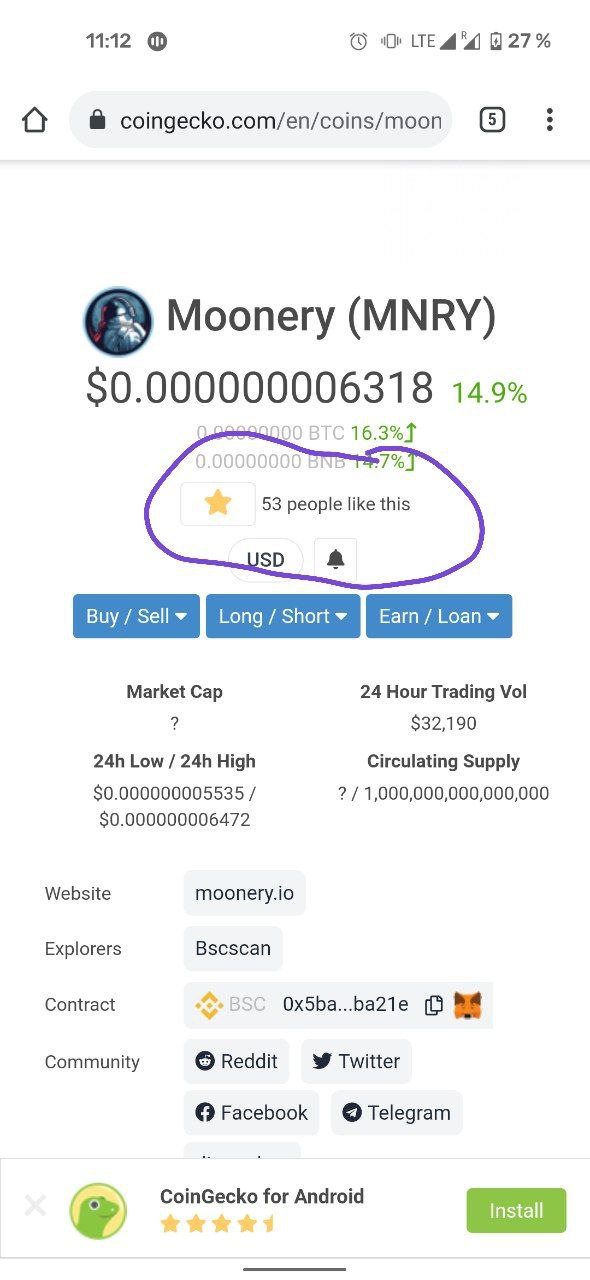 11:12 LTE R 27 %
coingecko.com/en/coins/moon 5
Moonery (MNRY)
$0.000000006318 14.9%
0.00000000 BTC 16.3%
0.00000000 BNB 14.7%
53 people like this
USD
Buy / Sell Long / Short Earn / Loan
Market Cap 24 Hour Trading Vol
? $32,190
24h Low / 24h High Circulating Supply
$0.000000005535 / ? / 1,000,000,000,000,000
$0.000000006472
Website moonery.io
Explorers Bscscan
Contract BSC 0x5ba...ba21e
Community Reddit Twitter
Facebook Telegram
CoinGecko for Android
Install